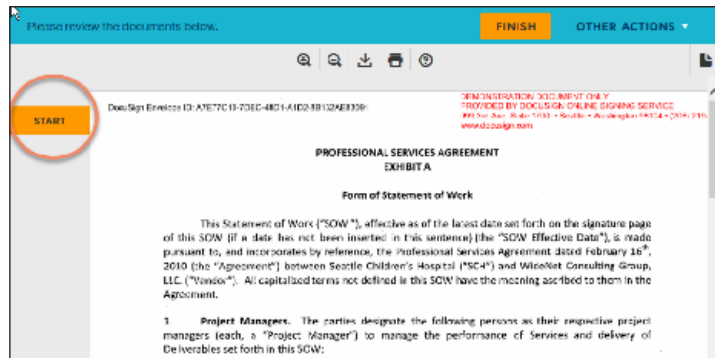 Please review the documents below.
FINISH
OTHER ACTIONS
START
DocuSign Envelope ID:
DEMONSTRATION DOCUMENT ONLY
PROVIDED BY DOCUSIGN ONLINE SIGNING SERVICE
www.docusign.com
PROFESSIONAL SERVICES AGREEMENT
EXHIBIT A
Form of Statement of Work
This Statement of Work ("SOW"), effective as of the latest date set forth on the signature page
of this SOW (if a date has not been inserted in this sentence) (the "SOW Effective Date"), is made
pursuant to, and incorporates by reference, the Professional Services Agreement dated February 16th,
2010 (the "Agreement") between Seattle Children's Hospital ("SCH") and WideNet Consulting Group,
LLC. ("Vendor"). All capitalized terms not defined in this SOW have the meaning ascribed to them in the
Agreement.
1 Project Managers. The parties designate the following persons as their respective project
managers (each, a "Project Manager") to manage the performance of Services and delivery of
Deliverables set forth in this SOW: